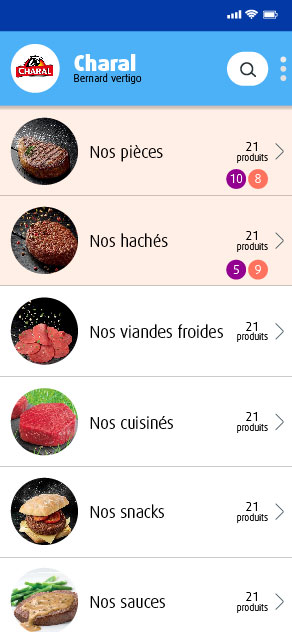 CHARAL
Charal
Bernard vertigo
Nos pièces
21
produits
10 8
Nos hachés
21
produits
5 9
Nos viandes froides
21
produits
Nos cuisinés
21
produits
Nos snacks
21
produits
Nos sauces
21
produits